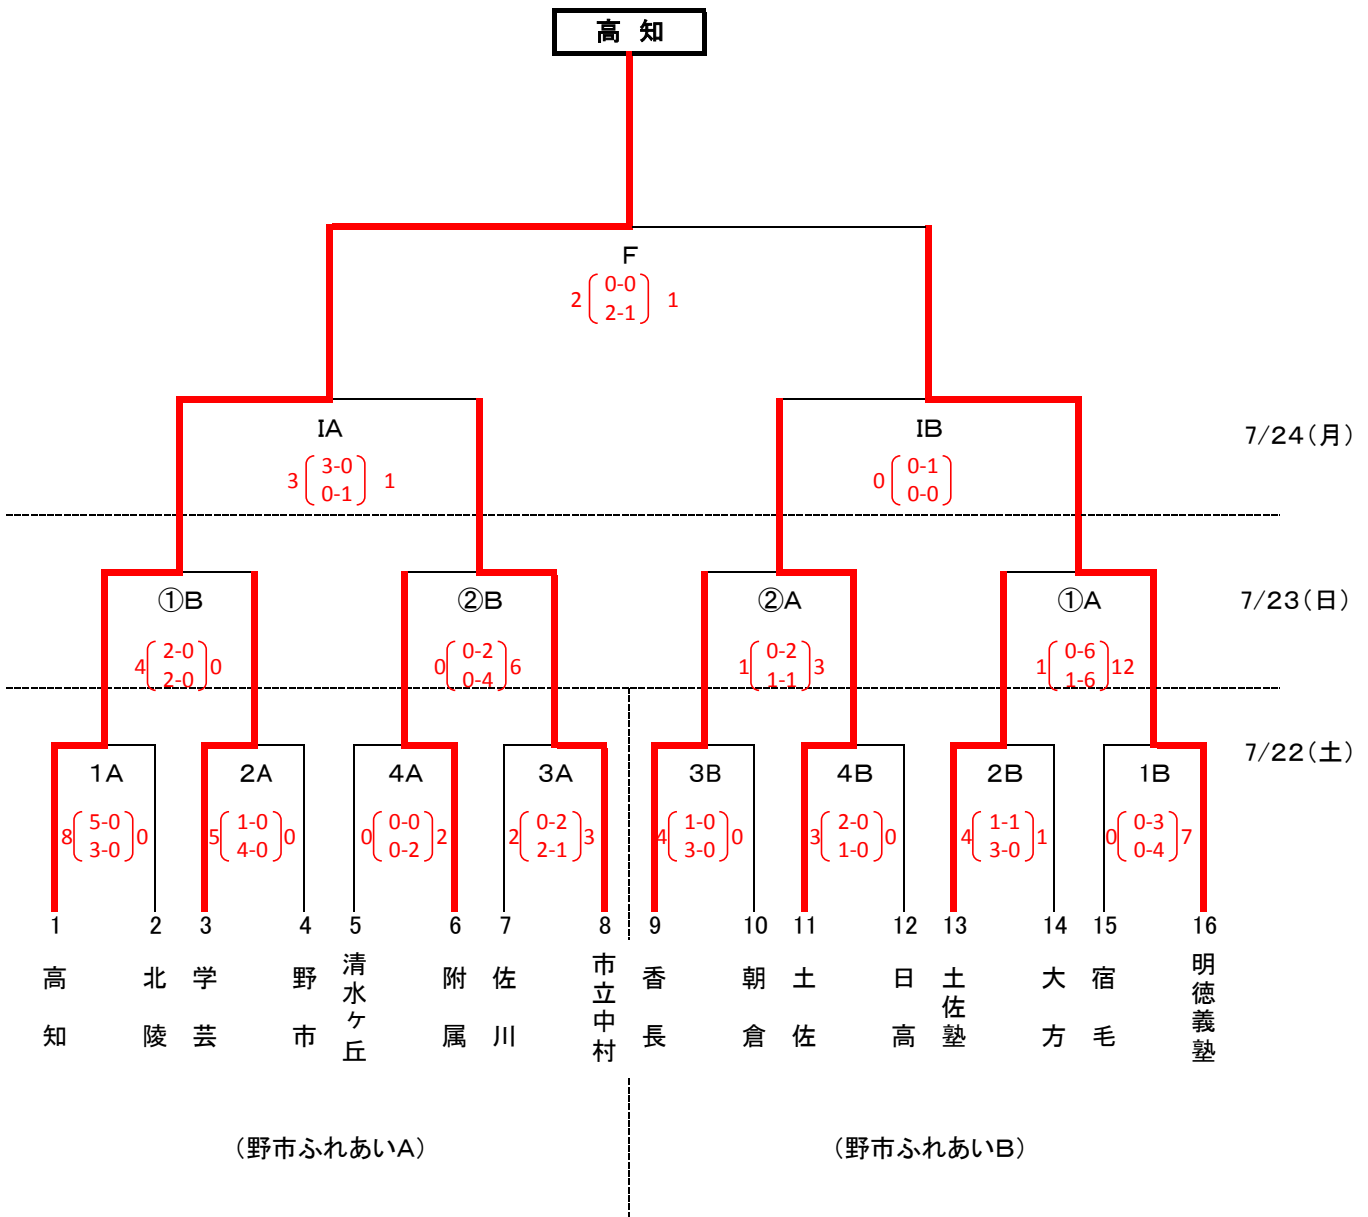 高 知
F
2 0-0 1
2-1
IA
IB
7/24(月)
3 3-0 1
0-1
0 0-1
0-0
①B
②B
②A
①A
7/23(日)
4 2-0 0
2-0
0 0-2 6
0-4
1 0-2 3
1-1
1 0-6 12
1-6
7/22(土)
1A
2A
4A
3A
3B
4B
2B
1B
8 5-0 0
3-0
5 1-0 0
4-0
0 0-0 2
0-2
2 0-2 3
2-1
4 1-0 0
3-0
3 2-0 0
1-0
4 1-1 1
3-0
0 0-3 7
0-4
1 2 3 4 5 6 7 8 9 10 11 12 13 14 15 16
高知
北陵
学芸
野市
清水ヶ丘
附属
佐川
市立中村
香長
朝倉
土佐
日高
土佐塾
大方
宿毛
明徳義塾
(野市ふれあいA)
(野市ふれあいB)